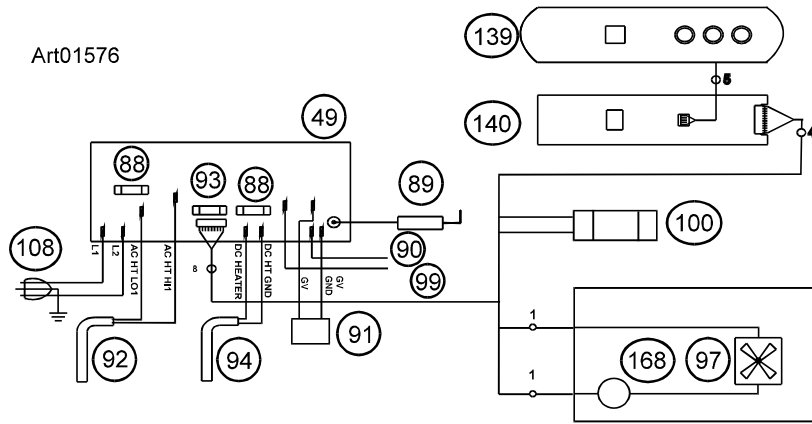 139
5
Art01576
49
140
4
88
93
88
89
108
L1
L2
AC HT LO1
AC HT HI1
8
DC HEATER
DC HT GND
GV
GV
GND
90
99
100
92
94
91
1
168
97
1